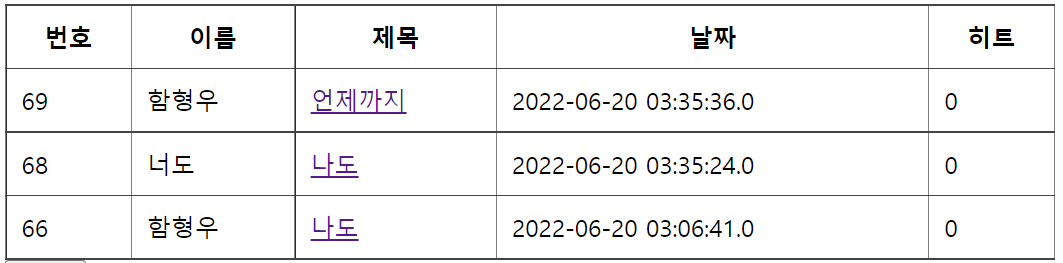 번호 이름 제목 날짜 히트
69 함형우 언제까지 2022-06-20 03:35:36.0 0
68 너도 나도 2022-06-20 03:35:24.0 0
66 함형우 나도 2022-06-20 03:06:41.0 0